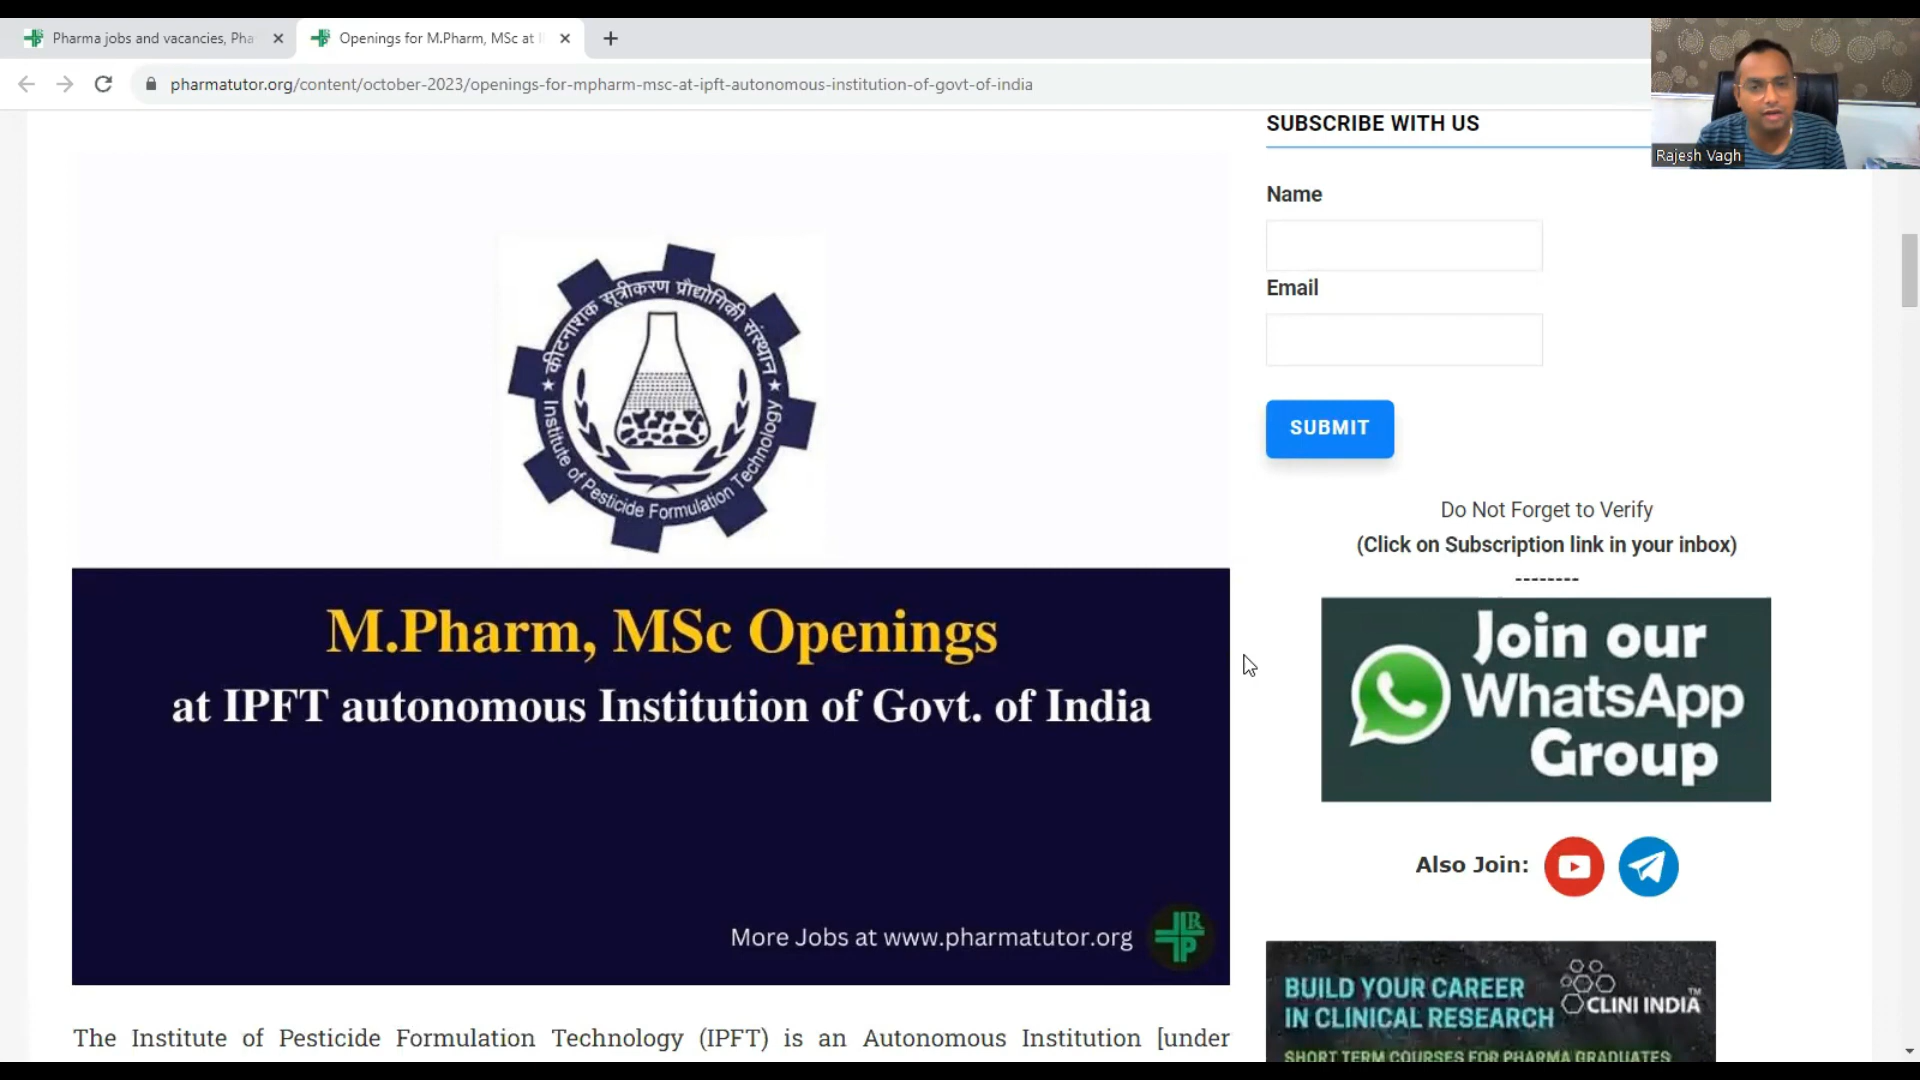 Pharma jobs and vacancies, Pha
Openings for M.Pharm, MSc at I
pharmatutor.org/content/october-2023/openings-for-mpharm-msc-at-ipft-autonomous-institution-of-govt-of-india
Rajesh Vagh
कीटनाशक सूत्रीकरण प्रौद्योगिकी संस्थान
Institute of Pesticide Formulation Technology
M.Pharm, MSc Openings
at IPFT autonomous Institution of Govt. of India
More Jobs at www.pharmatutor.org
The Institute of Pesticide Formulation Technology (IPFT) is an Autonomous Institution [under
SUBSCRIBE WITH US
Name
Email
SUBMIT
Do Not Forget to Verify
(Click on Subscription link in your inbox)
--------
Join our
WhatsApp
Group
Also Join:
BUILD YOUR CAREER
IN CLINICAL RESEARCH
CLINI INDIA™
SHORT TERM COURSES FOR PHARMA GRADUATES